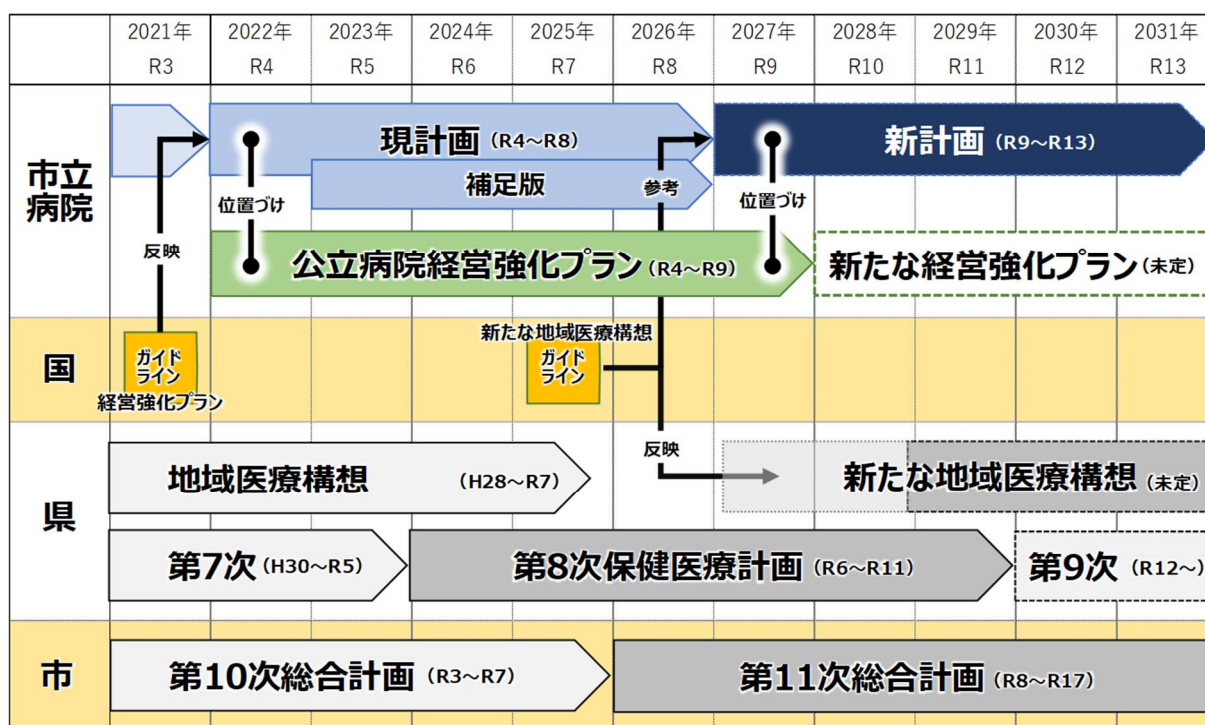 2021年 2022年 2023年 2024年 2025年 2026年 2027年 2028年 2029年 2030年 2031年
R3 R4 R5 R6 R7 R8 R9 R10 R11 R12 R13
市立
病院
現計画(R4～R8)
新計画(R9～R13)
補足版
参考
位置づけ
位置づけ
反映
公立病院経営強化プラン(R4～R9)
新たな経営強化プラン(未定)
国
ガイド
ライン
経営強化プラン
新たな地域医療構想
ガイド
ライン
反映
県
地域医療構想 (H28～R7)
新たな地域医療構想(未定)
第7次(H30～R5)
第8次保健医療計画(R6～R11)
第9次(R12～)
市
第10次総合計画(R3～R7)
第11次総合計画(R8～R17)